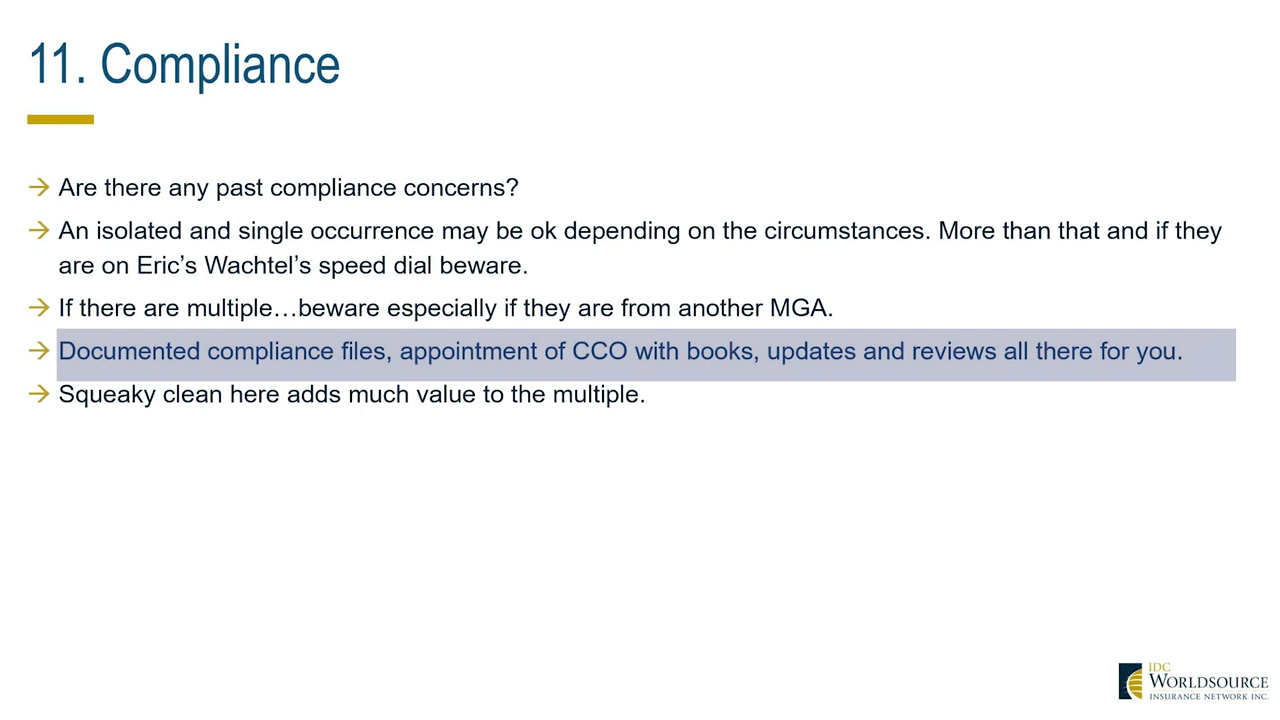 11. Compliance
→ Are there any past compliance concerns?
→ An isolated and single occurrence may be ok depending on the circumstances. More than that and if they
are on Eric’s Wachtel’s speed dial beware.
→ If there are multiple…beware especially if they are from another MGA.
→ Documented compliance files, appointment of CCO with books, updates and reviews all there for you.
→ Squeaky clean here adds much value to the multiple.
IDC
WORLDSOURCE
INSURANCE NETWORK INC.